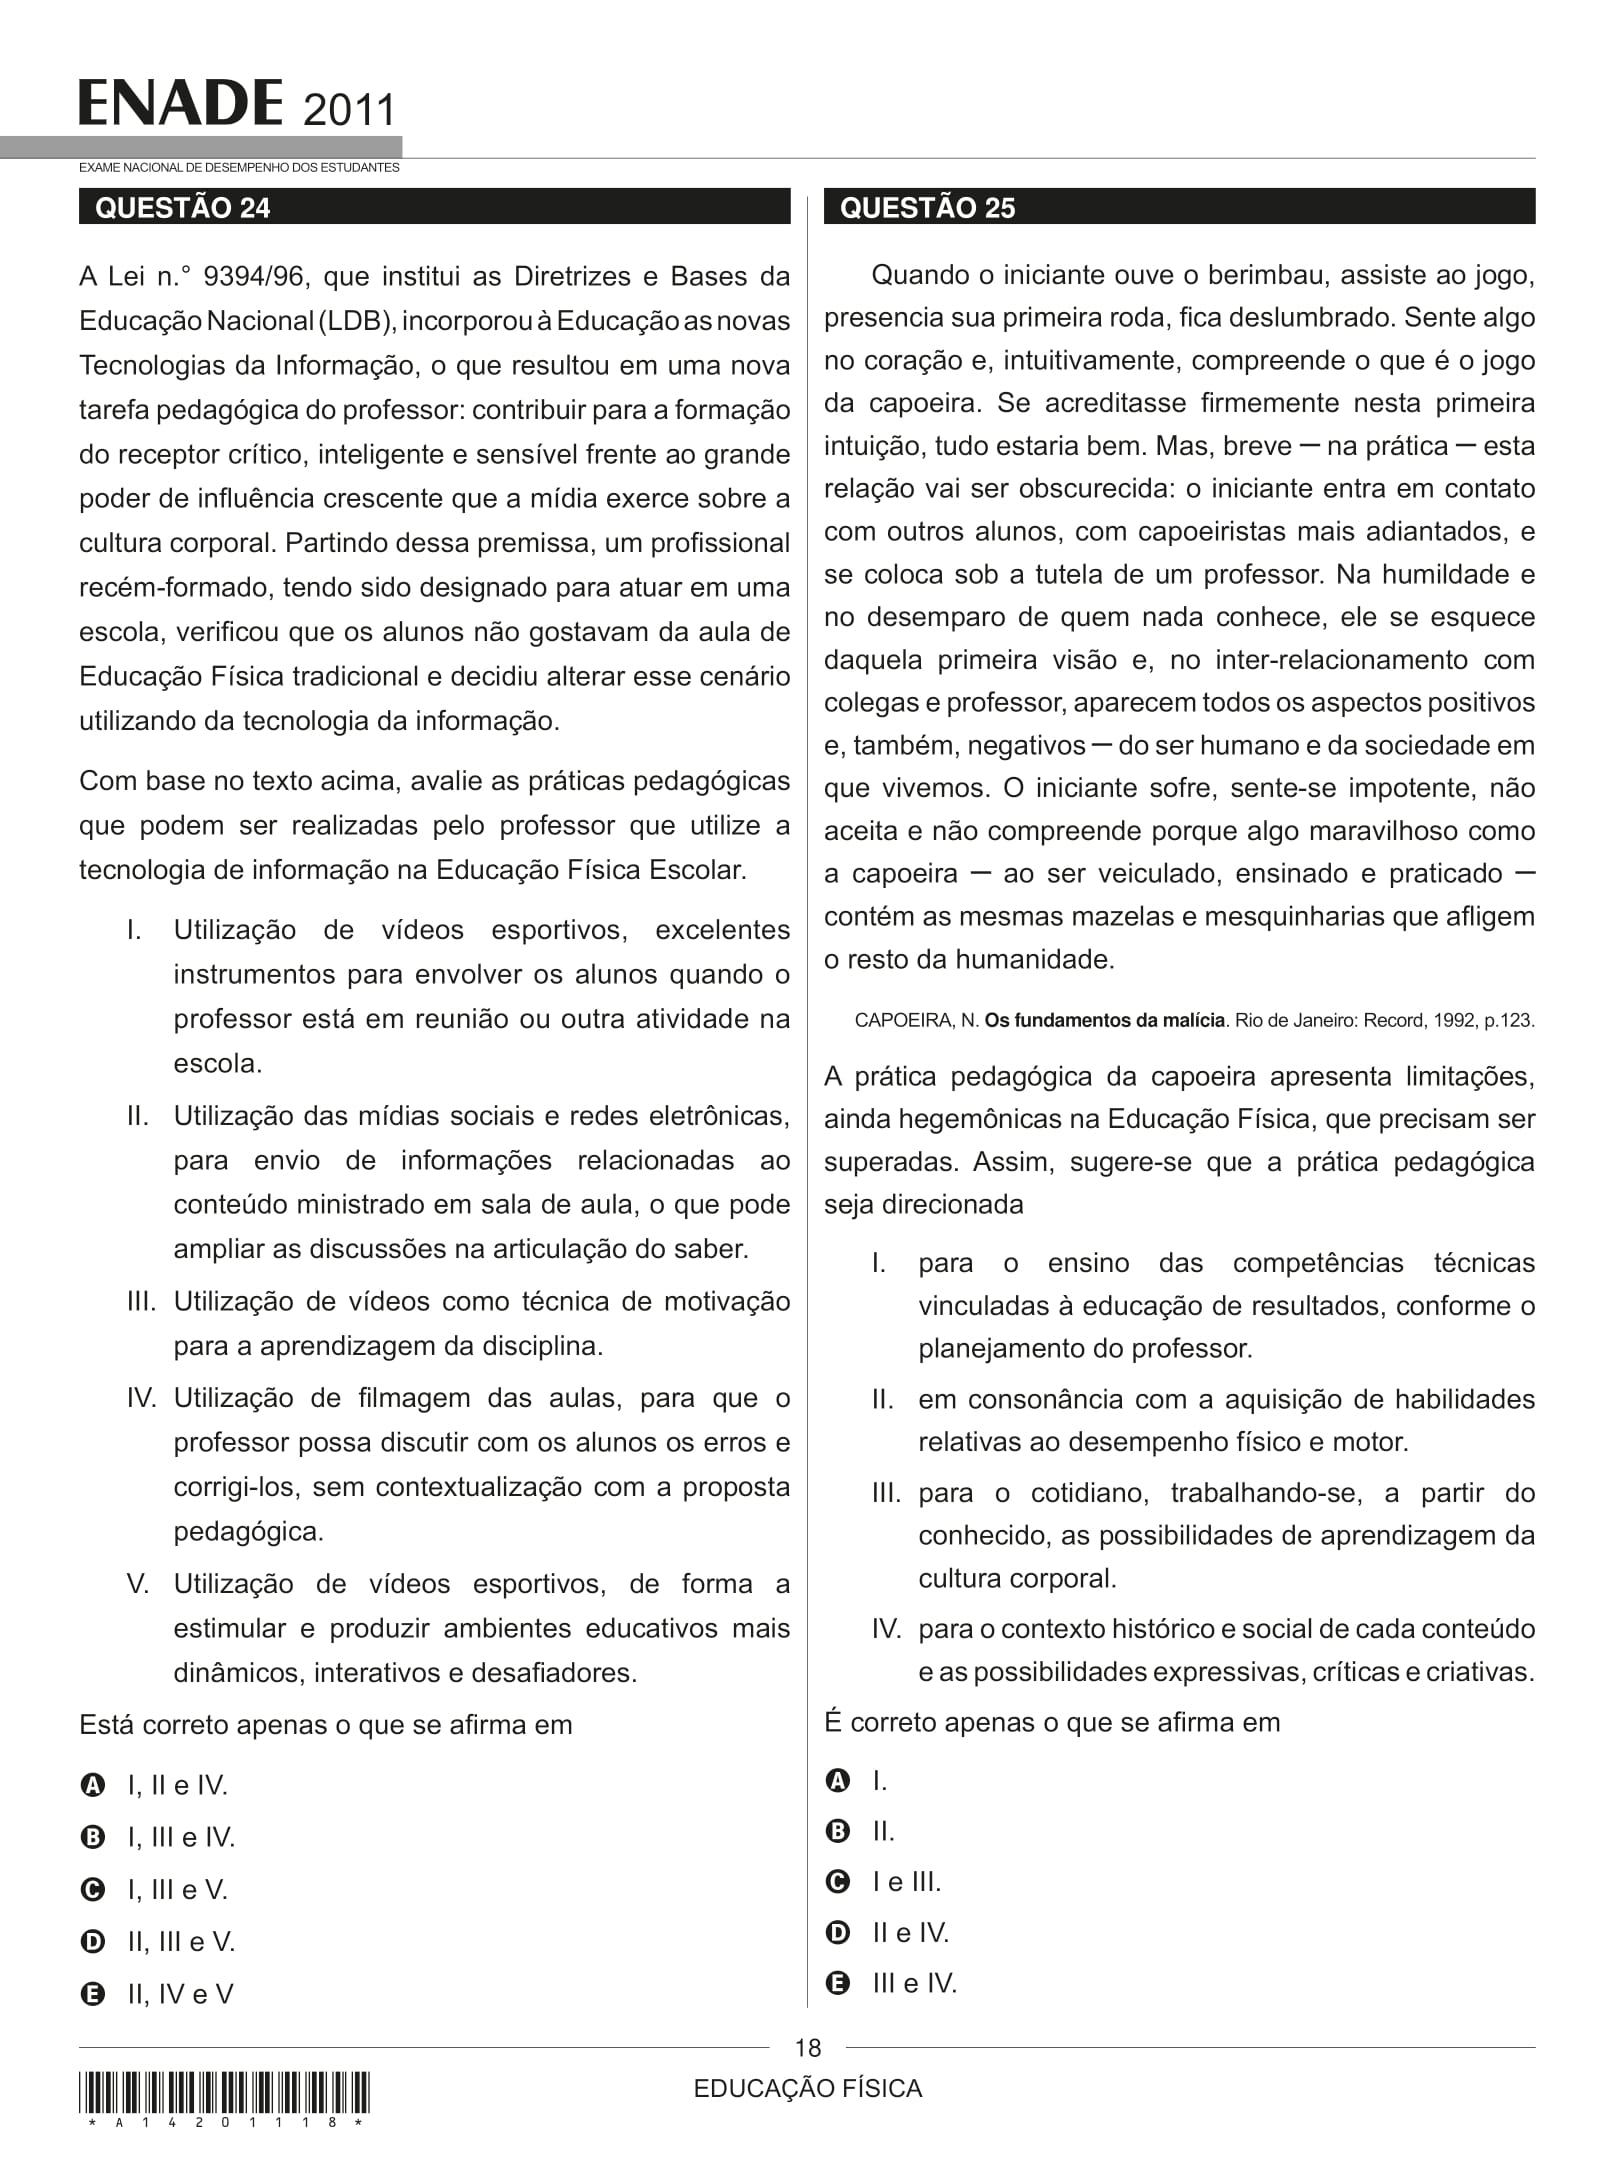 ENADE 2011
EXAME NACIONAL DE DESEMPENHO DOS ESTUDANTES
QUESTÃO 24
A Lei n.° 9394/96, que institui as Diretrizes e Bases da
Educação Nacional (LDB), incorporou à Educação as novas
Tecnologias da Informação, o que resultou em uma nova
tarefa pedagógica do professor: contribuir para a formação
do receptor crítico, inteligente e sensível frente ao grande
poder de influência crescente que a mídia exerce sobre a
cultura corporal. Partindo dessa premissa, um profissional
recém-formado, tendo sido designado para atuar em uma
escola, verificou que os alunos não gostavam da aula de
Educação Física tradicional e decidiu alterar esse cenário
utilizando da tecnologia da informação.
Com base no texto acima, avalie as práticas pedagógicas
que podem ser realizadas pelo professor que utilize a
tecnologia de informação na Educação Física Escolar.
I. Utilização de vídeos esportivos, excelentes
instrumentos para envolver os alunos quando o
professor está em reunião ou outra atividade na
escola.
II. Utilização das mídias sociais e redes eletrônicas,
para envio de informações relacionadas ao
conteúdo ministrado em sala de aula, o que pode
ampliar as discussões na articulação do saber.
III. Utilização de vídeos como técnica de motivação
para a aprendizagem da disciplina.
IV. Utilização de filmagem das aulas, para que o
professor possa discutir com os alunos os erros e
corrigi-los, sem contextualização com a proposta
pedagógica.
V. Utilização de vídeos esportivos, de forma a
estimular e produzir ambientes educativos mais
dinâmicos, interativos e desafiadores.
Está correto apenas o que se afirma em
A I, II e IV.
B I, III e IV.
C I, III e V.
D II, III e V.
E II, IV e V
QUESTÃO 25
Quando o iniciante ouve o berimbau, assiste ao jogo,
presencia sua primeira roda, fica deslumbrado. Sente algo
no coração e, intuitivamente, compreende o que é o jogo
da capoeira. Se acreditasse firmemente nesta primeira
intuição, tudo estaria bem. Mas, breve — na prática — esta
relação vai ser obscurecida: o iniciante entra em contato
com outros alunos, com capoeiristas mais adiantados, e
se coloca sob a tutela de um professor. Na humildade e
no desemparo de quem nada conhece, ele se esquece
daquela primeira visão e, no inter-relacionamento com
colegas e professor, aparecem todos os aspectos positivos
e, também, negativos — do ser humano e da sociedade em
que vivemos. O iniciante sofre, sente-se impotente, não
aceita e não compreende porque algo maravilhoso como
a capoeira — ao ser veiculado, ensinado e praticado —
contém as mesmas mazelas e mesquinharias que afligem
o resto da humanidade.
CAPOEIRA, N. Os fundamentos da malícia. Rio de Janeiro: Record, 1992, p.123.
A prática pedagógica da capoeira apresenta limitações,
ainda hegemônicas na Educação Física, que precisam ser
superadas. Assim, sugere-se que a prática pedagógica
seja direcionada
I. para o ensino das competências técnicas
vinculadas à educação de resultados, conforme o
planejamento do professor.
II. em consonância com a aquisição de habilidades
relativas ao desempenho físico e motor.
III. para o cotidiano, trabalhando-se, a partir do
conhecido, as possibilidades de aprendizagem da
cultura corporal.
IV. para o contexto histórico e social de cada conteúdo
e as possibilidades expressivas, críticas e criativas.
É correto apenas o que se afirma em
A I.
B II.
C I e III.
D II e IV.
E III e IV.
18
EDUCAÇÃO FÍSICA
* A 1 4 2 0 1 1 1 8 *